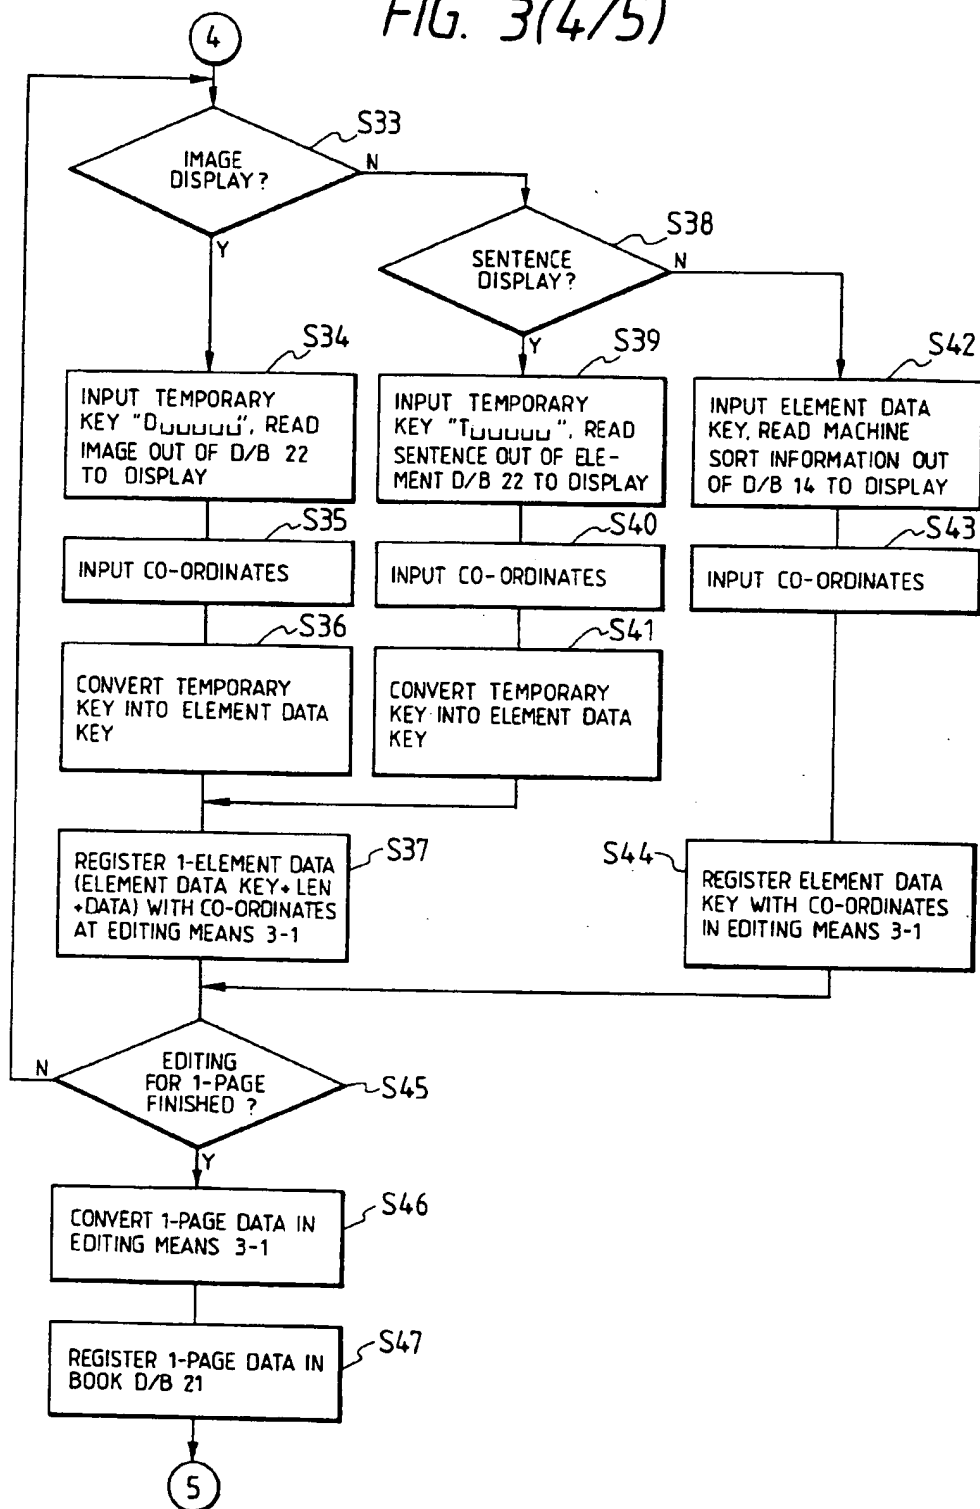 FIG. 3(4/5)
4
S33
IMAGE
DISPLAY?
N
Y
S38
SENTENCE
DISPLAY?
N
Y
S34
INPUT TEMPORARY
KEY "D␣␣␣␣␣", READ
IMAGE OUT OF D/B 22
TO DISPLAY
S39
INPUT TEMPORARY
KEY "T␣␣␣␣␣", READ
SENTENCE OUT OF ELE-
MENT D/B 22 TO DISPLAY
S42
INPUT ELEMENT DATA
KEY, READ MACHINE
SORT INFORMATION OUT
OF D/B 14 TO DISPLAY
S35
INPUT CO-ORDINATES
S40
INPUT CO-ORDINATES
S43
INPUT CO-ORDINATES
S36
CONVERT TEMPORARY
KEY INTO ELEMENT DATA
KEY
S41
CONVERT TEMPORARY
KEY INTO ELEMENT DATA
KEY
S37
REGISTER 1-ELEMENT DATA
(ELEMENT DATA KEY+LEN
+DATA) WITH CO-ORDINATES
AT EDITING MEANS 3-1
S44
REGISTER ELEMENT DATA
KEY WITH CO-ORDINATES
IN EDITING MEANS 3-1
N
EDITING
FOR 1-PAGE
FINISHED ?
S45
Y
S46
CONVERT 1-PAGE DATA IN
EDITING MEANS 3-1
S47
REGISTER 1-PAGE DATA IN
BOOK D/B 21
5